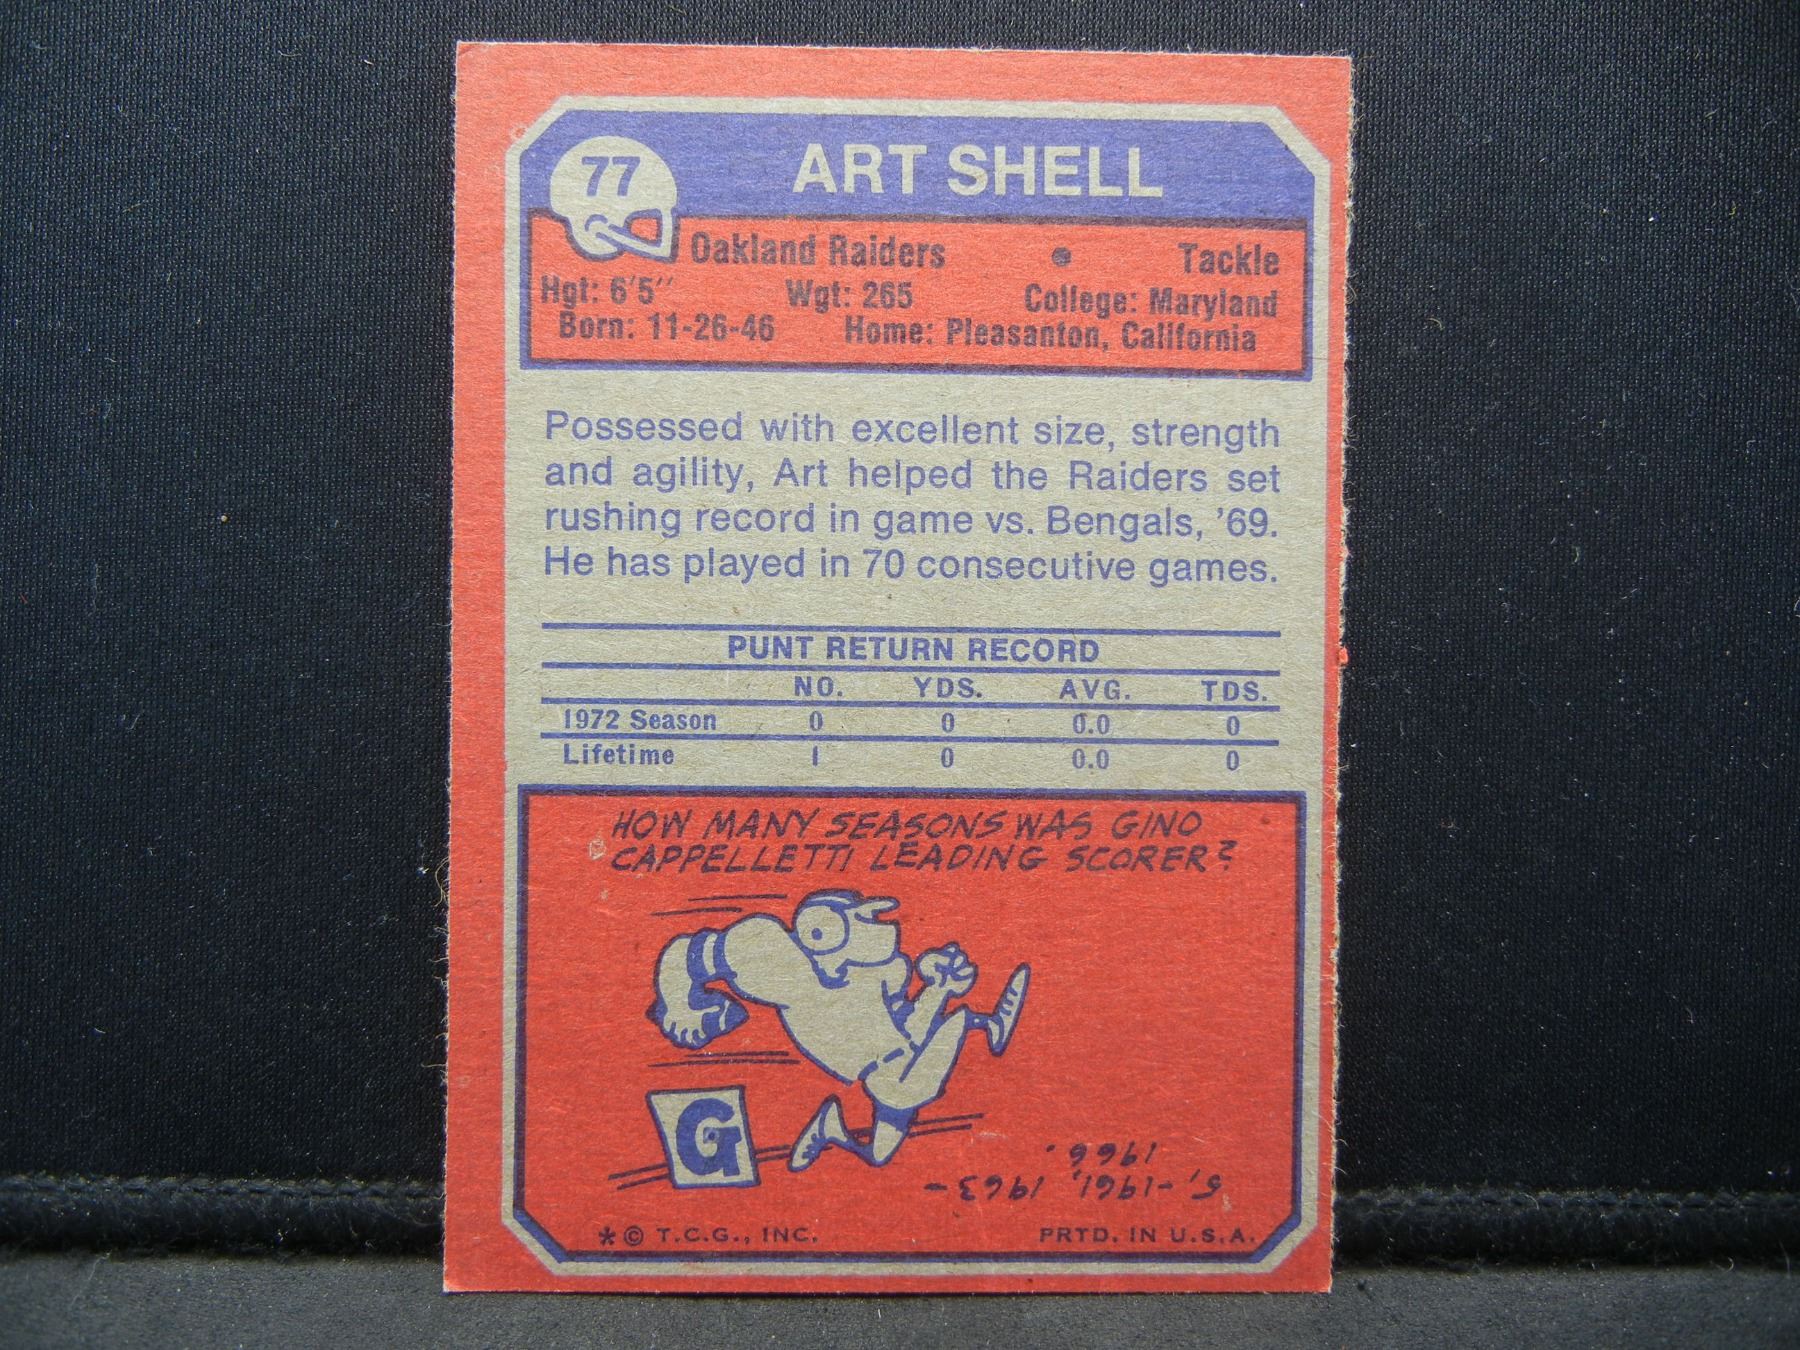 77
ART SHELL
Oakland Raiders • Tackle
Hgt: 6'5" Wgt: 265 College: Maryland
Born: 11-26-46 Home: Pleasanton, California
Possessed with excellent size, strength
and agility, Art helped the Raiders set
rushing record in game vs. Bengals, '69.
He has played in 70 consecutive games.
PUNT RETURN RECORD
NO. YDS. AVG. TDS.
1972 Season 0 0 0.0 0
Lifetime 1 0 0.0 0
HOW MANY SEASONS WAS GINO
CAPPELLETTI LEADING SCORER?
G
5, -1961, 1963-
1966.
* © T.C.G., INC. PRTD. IN U.S.A.